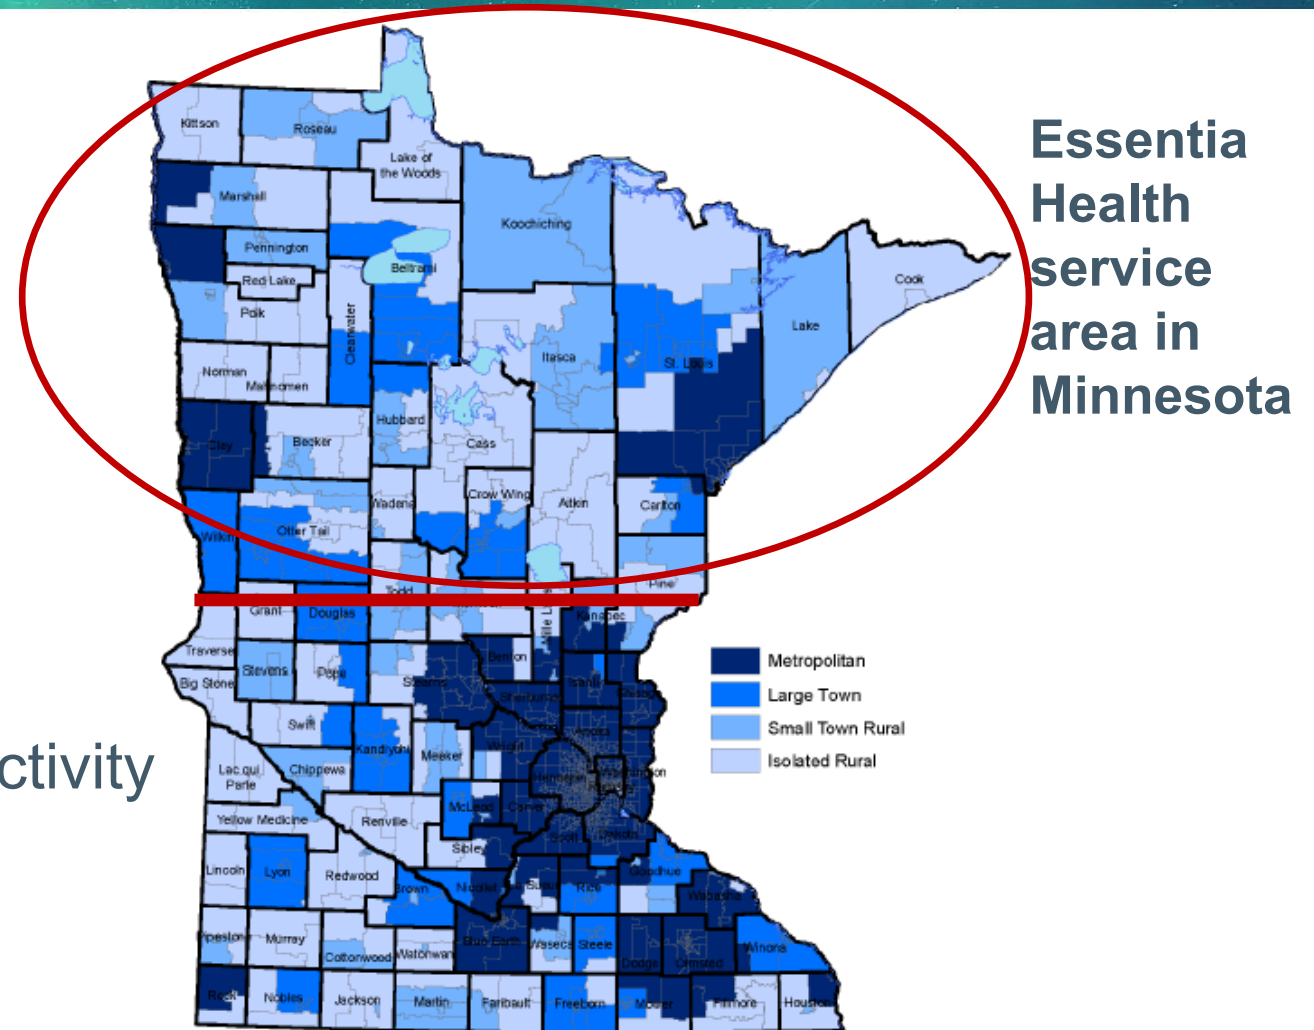 Essentia
Health
service
area in
Minnesota
Kittson
Roseau
Lake of
the Woods
Marshall
Koochiching
Pennington
Beltrami
Red Lake
Cook
Polk
Clearwater
Lake
Itasca
St. Louis
Norman
Mahnomen
Hubbard
Clay
Becker
Cass
Wadena
Crow Wing
Aitkin
Carlton
Otter Tail
Wilkin
Pine
Todd
Grant
Douglas
Kanabec
Traverse
Benton
Metropolitan
Stevens
Pope
Big Stone
Stearns
Isanti
Sherburne
Large Town
Swift
Small Town Rural
Kandiyohi
Meeker
Wright
Anoka
Isolated Rural
ctivity
Lac qui
Parle
Chippewa
Hennepin
Washington
McLeod
Carver
Yellow Medicine
Renville
Scott
Dakota
Sibley
Lincoln
Lyon
Redwood
Goodhue
Brown
Nicollet
Rice
Wabasha
Pipestone
Murray
Cottonwood
Watonwan
Blue Earth
Waseca
Steele
Dodge
Olmsted
Winona
Rock
Nobles
Jackson
Martin
Faribault
Freeborn
Mower
Fillmore
Houston